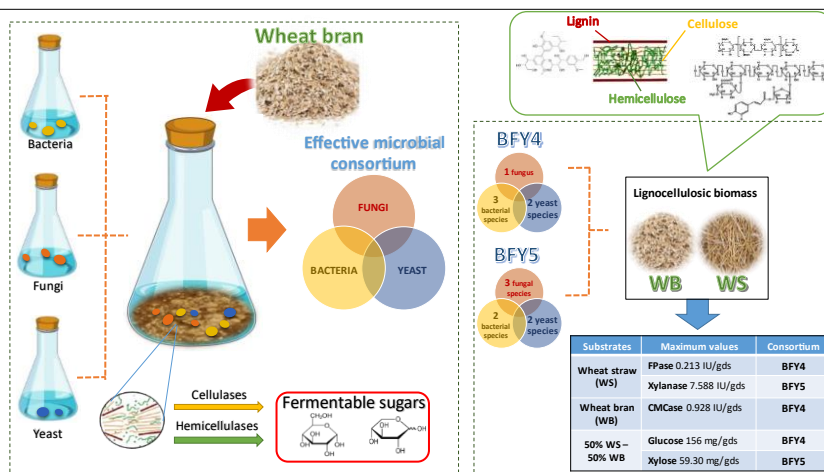 Wheat bran
Bacteria
Fungi
Yeast
Effective microbial
consortium
FUNGI
BACTERIA
YEAST
Cellulases
Hemicellulases
Fermentable sugars
Lignin
Cellulose
Hemicellulose
BFY4
1 fungus
3
bacterial
species
2 yeast
species
BFY5
3 fungal
species
2
bacterial
species
2 yeast
species
Lignocellulosic biomass
WB
WS
Substrates Maximum values Consortium
Wheat straw
(WS)
FPase 0.213 IU/gds BFY4
Xylanase 7.588 IU/gds BFY5
Wheat bran
(WB)
CMCase 0.928 IU/gds BFY4
50% WS –
50% WB
Glucose 156 mg/gds BFY4
Xylose 59.30 mg/gds BFY5